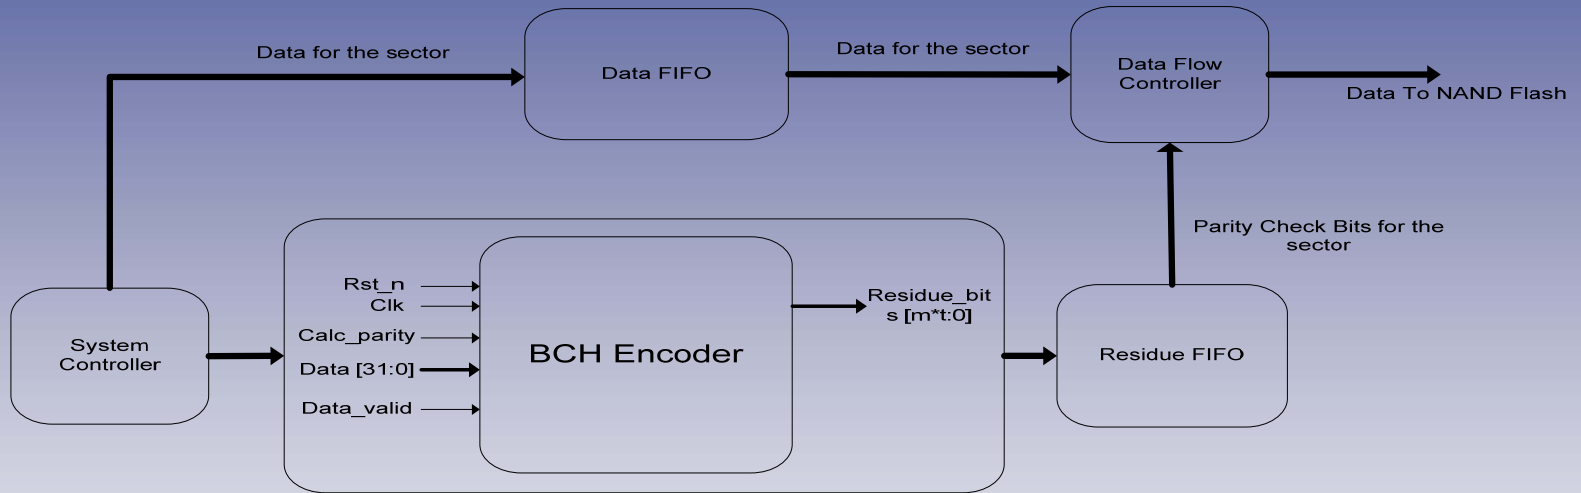 Data for the sector
Data FIFO
Data for the sector
Data Flow
Controller
Data To NAND Flash
Parity Check Bits for the
sector
System
Controller
Rst_n
Clk
Calc_parity
Data [31:0]
Data_valid
BCH Encoder
Residue_bit
s [m*t:0]
Residue FIFO